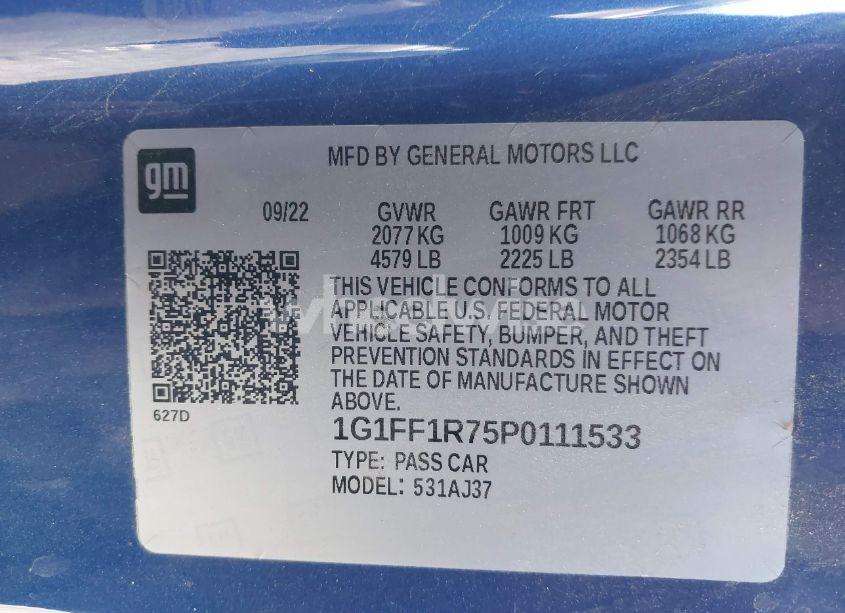 gm
MFD BY GENERAL MOTORS LLC
09/22 GVWR GAWR FRT GAWR RR
2077 KG 1009 KG 1068 KG
4579 LB 2225 LB 2354 LB
THIS VEHICLE CONFORMS TO ALL
APPLICABLE U.S. FEDERAL MOTOR
VEHICLE SAFETY, BUMPER, AND THEFT
PREVENTION STANDARDS IN EFFECT ON
THE DATE OF MANUFACTURE SHOWN
ABOVE.
627D
1G1FF1R75P0111533
TYPE: PASS CAR
MODEL: 531AJ37